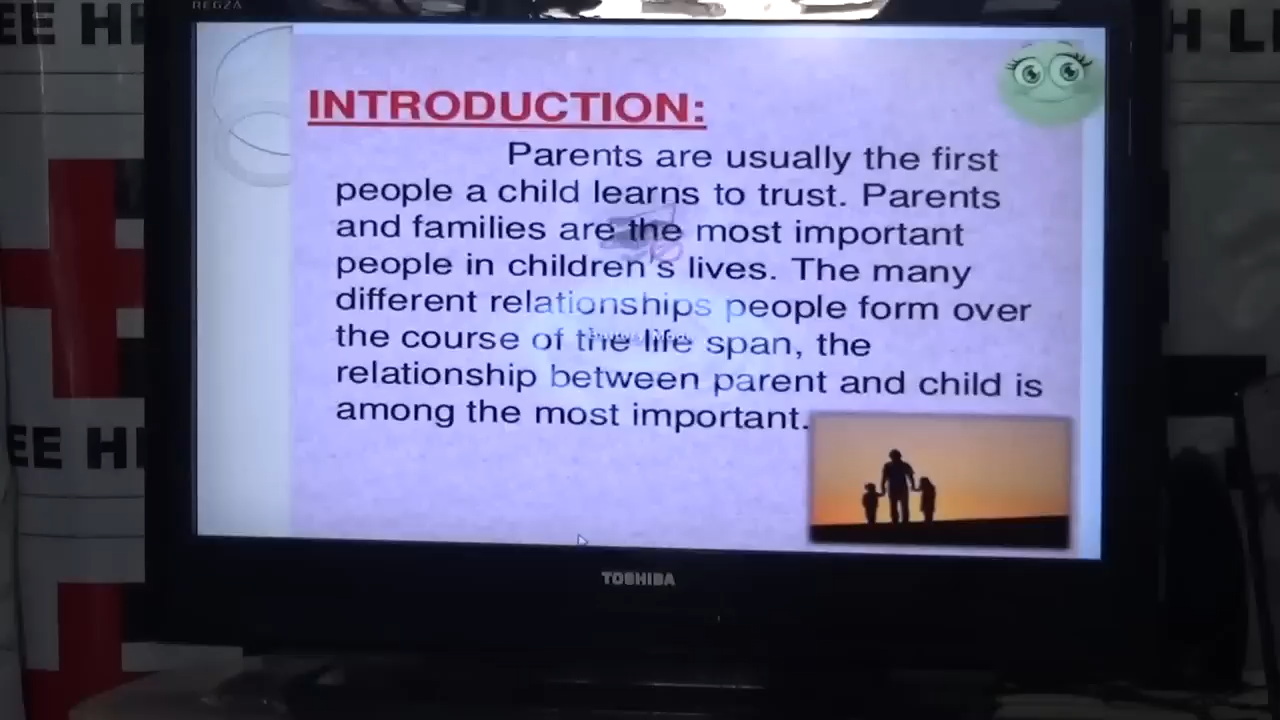 REGZA
EE H
H L
INTRODUCTION:
Parents are usually the first
people a child learns to trust. Parents
and families are the most important
people in children's lives. The many
different relationships people form over
the course of the life span, the
relationship between parent and child is
among the most important.
EE H
TOSHIBA